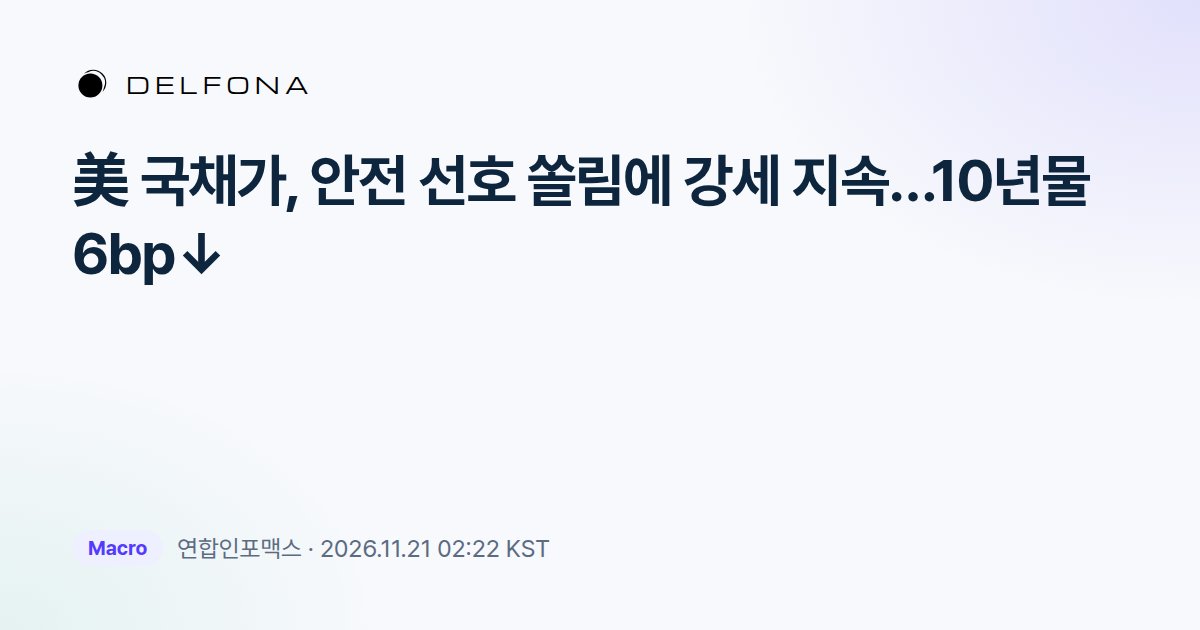 DELFONA
美 국채가, 안전 선호 쏠림에 강세 지속…10년물
6bp↓
Macro 연합인포맥스 · 2026.11.21 02:22 KST